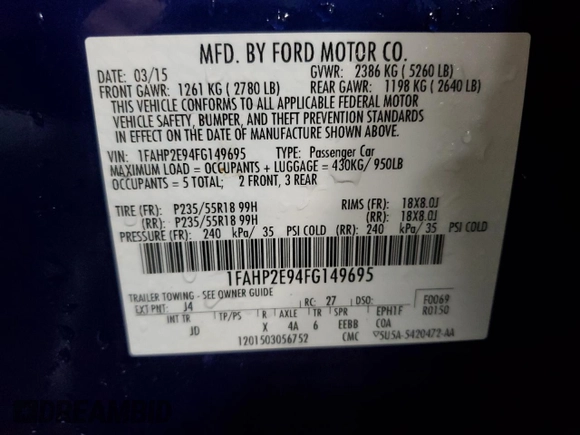 MFD. BY FORD MOTOR CO.
DATE: 03/15 GVWR: 2386 KG (5260 LB)
FRONT GAWR: 1261 KG (2780 LB) REAR GAWR: 1198 KG (2640 LB)
THIS VEHICLE CONFORMS TO ALL APPLICABLE FEDERAL MOTOR
VEHICLE SAFETY, BUMPER, AND THEFT PREVENTION STANDARDS
IN EFFECT ON THE DATE OF MANUFACTURE SHOWN ABOVE.
VIN: 1FAHP2E94FG149695 TYPE: Passenger Car
MAXIMUM LOAD = OCCUPANTS + LUGGAGE = 430KG/ 950LB
OCCUPANTS = 5 TOTAL; 2 FRONT, 3 REAR
TIRE (FR): P235/55R18 99H RIMS (FR): 18X8.0J
(RR): P235/55R18 99H (RR): 18X8.0J
PRESSURE (FR): 240 kPa/ 35 PSI COLD (RR): 240 kPa/ 35 PSI COLD
1FAHP2E94FG149695
TRAILER TOWING - SEE OWNER GUIDE
EXT PNT: J4 RC: 27 DSO: F0069
INT TR TP/PS R AXLE TR SPR EPH1F R0150
JD X 4A 6 EEBB COA
1201503056752 CMC 5U5A-5420472-AA
DREAMBID